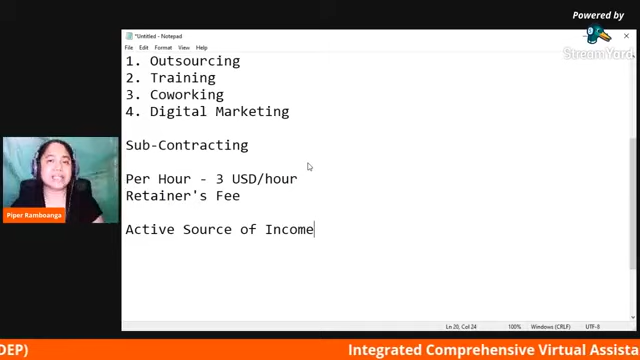 Powered by
StreamYard
*Untitled - Notepad
File Edit Format View Help
1. Outsourcing
2. Training
3. Coworking
4. Digital Marketing
Sub-Contracting
Per Hour - 3 USD/hour
Retainer's Fee
Active Source of Income
Piper Ramboanga
Ln 20, Col 24 100% Windows (CRLF) UTF-8
DEP) Integrated Comprehensive Virtual Assista